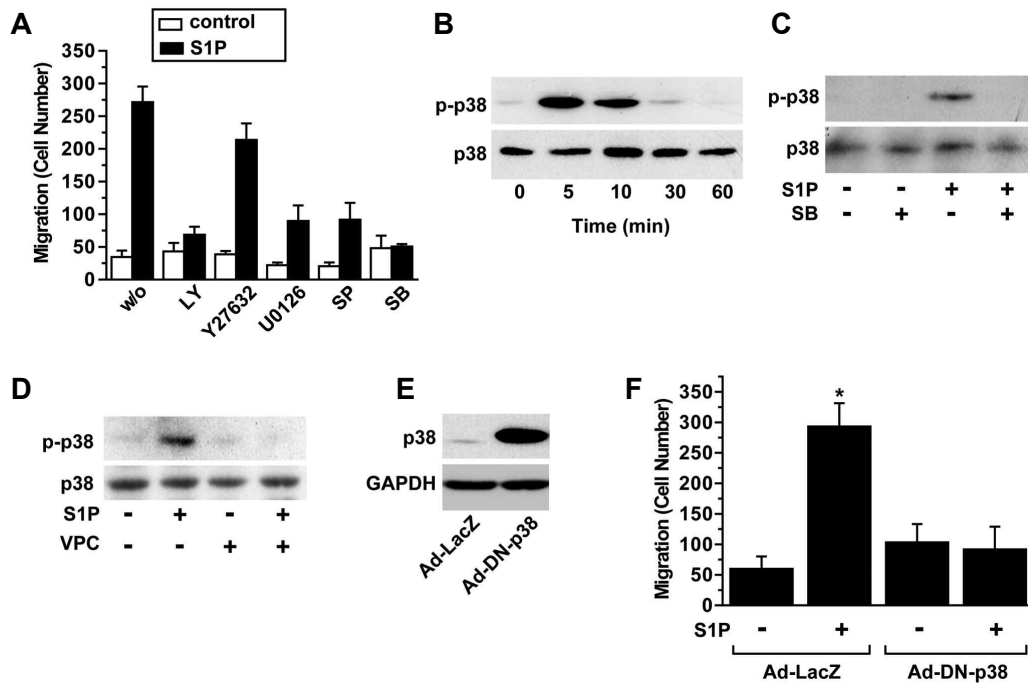 A
control
S1P
Migration (Cell Number)
350
300
250
200
150
100
50
0
w/o
LY
Y27632
U0126
SP
SB
B
p-p38
p38
0 5 10 30 60
Time (min)
C
p-p38
p38
S1P - - + +
SB - + - +
D
p-p38
p38
S1P - + - +
VPC - - + +
E
p38
GAPDH
Ad-LacZ
Ad-DN-p38
F
Migration (Cell Number)
350
300
250
200
150
100
50
0
*
S1P - + - +
Ad-LacZ Ad-DN-p38